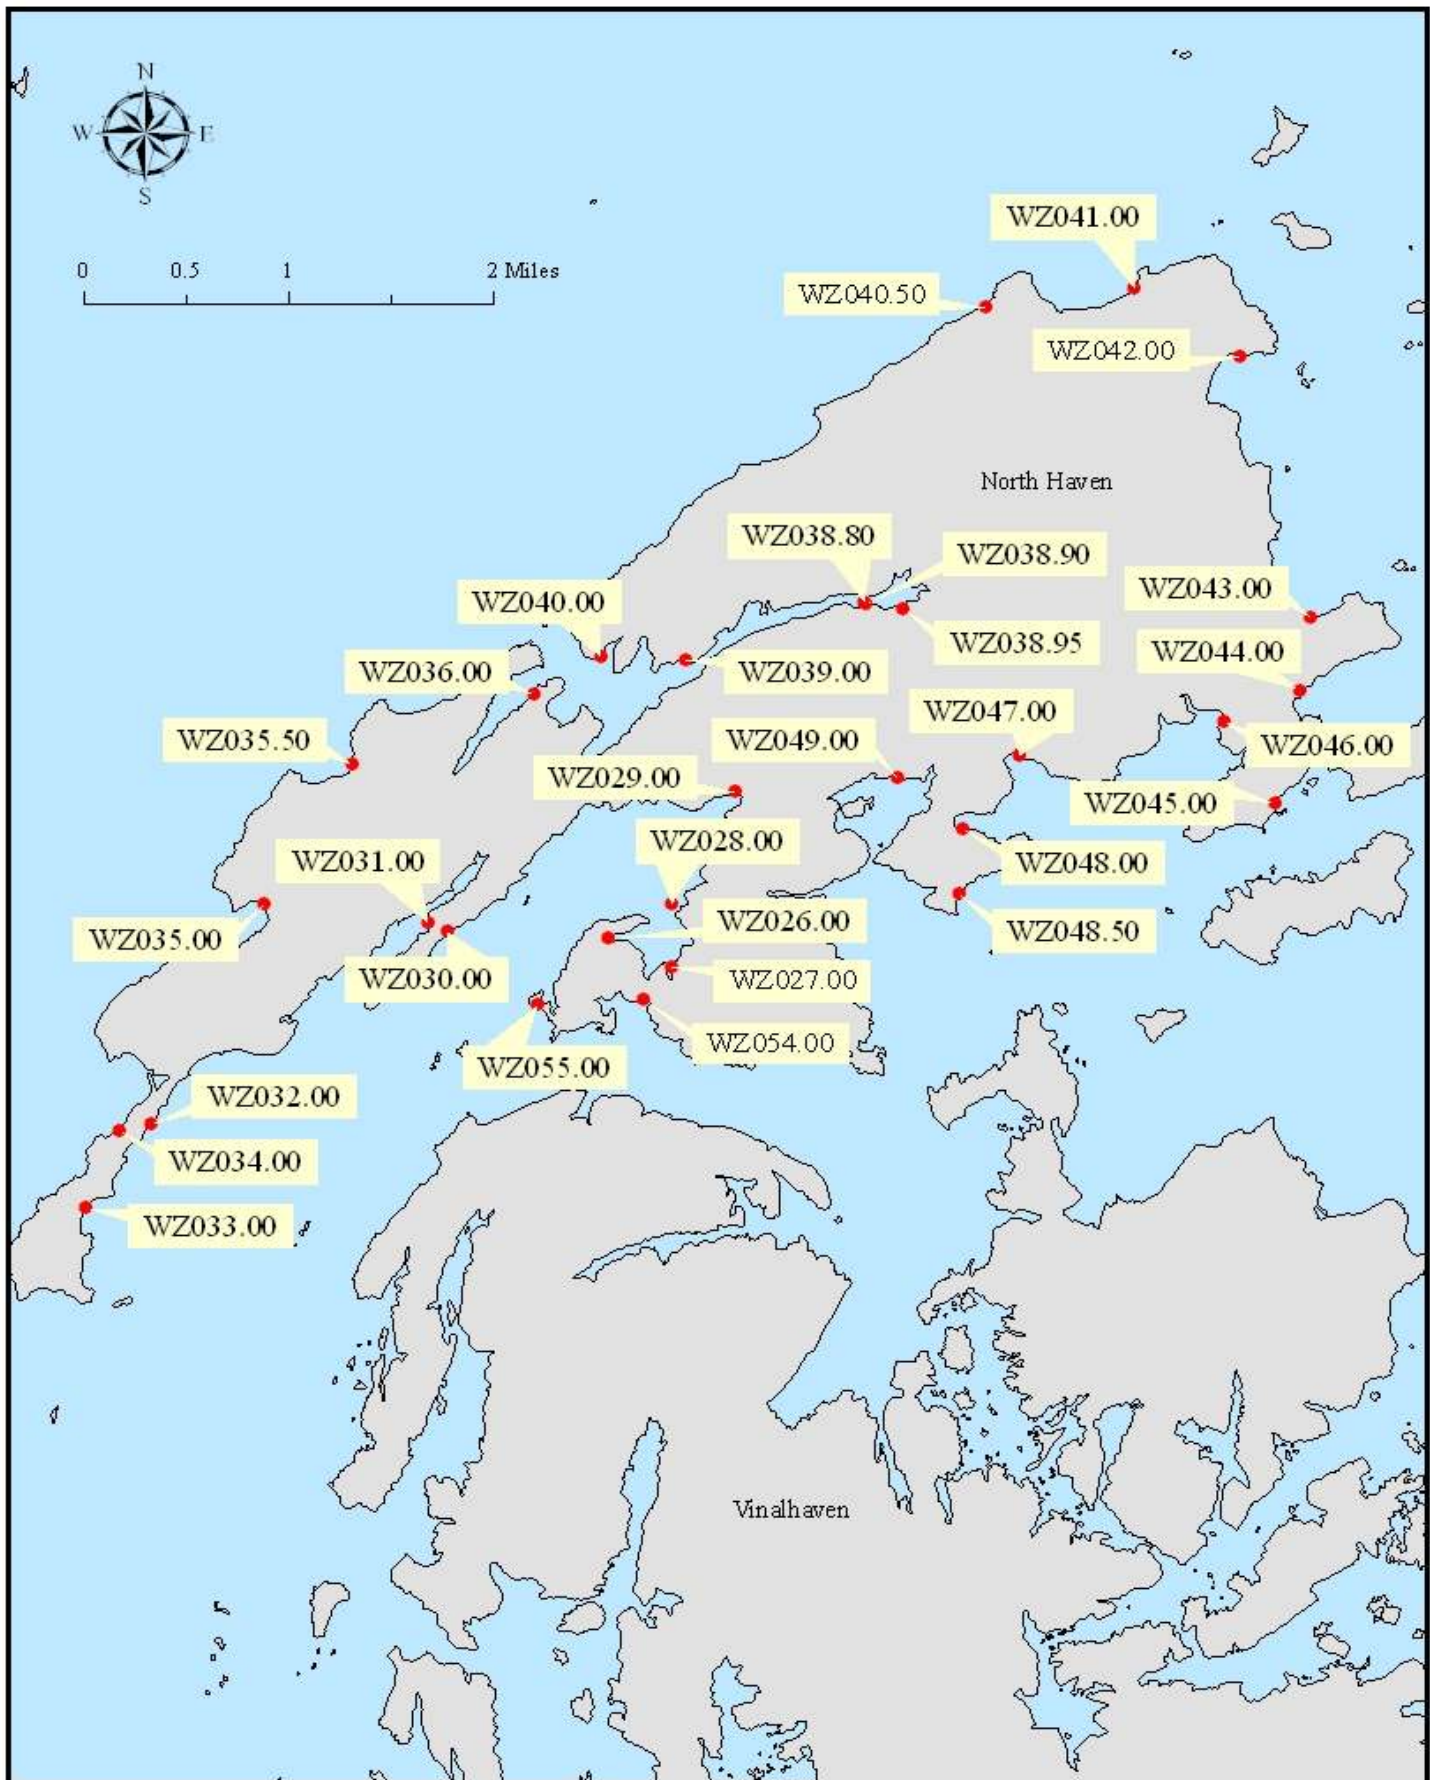 N
W E
S
0 0.5 1 2 Miles
WZ041.00
WZ040.50
WZ042.00
North Haven
WZ038.80
WZ038.90
WZ043.00
WZ040.00
WZ038.95
WZ044.00
WZ036.00
WZ039.00
WZ047.00
WZ035.50
WZ049.00
WZ046.00
WZ029.00
WZ045.00
WZ028.00
WZ031.00
WZ048.00
WZ026.00
WZ048.50
WZ035.00
WZ030.00
WZ027.00
WZ054.00
WZ055.00
WZ032.00
WZ034.00
WZ033.00
Vinalhaven